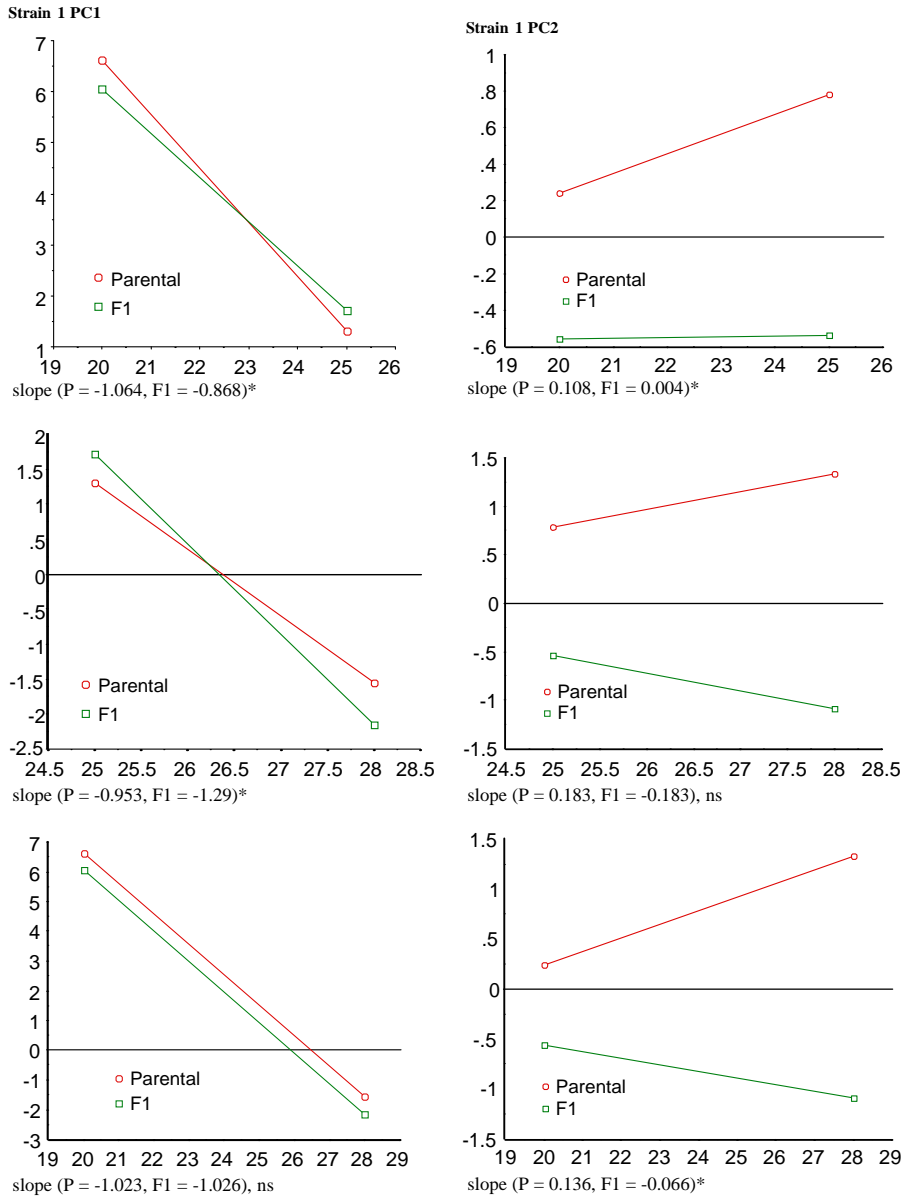 Strain 1 PC1
7
6
5
4
3
2
1
19 20 21 22 23 24 25 26
Parental
F1
slope (P = -1.064, F1 = -0.868)*
Strain 1 PC2
1
.8
.6
.4
.2
0
-.2
-.4
-.6
19 20 21 22 23 24 25 26
Parental
F1
slope (P = 0.108, F1 = 0.004)*
2
1.5
1
.5
0
-.5
-1
-1.5
-2
-2.5
24.5 25 25.5 26 26.5 27 27.5 28 28.5
Parental
F1
slope (P = -0.953, F1 = -1.29)*
1.5
1
.5
0
-.5
-1
-1.5
24.5 25 25.5 26 26.5 27 27.5 28 28.5
Parental
F1
slope (P = 0.183, F1 = -0.183), ns
7
6
5
4
3
2
1
0
-1
-2
-3
19 20 21 22 23 24 25 26 27 28 29
Parental
F1
slope (P = -1.023, F1 = -1.026), ns
1.5
1
.5
0
-.5
-1
-1.5
19 20 21 22 23 24 25 26 27 28 29
Parental
F1
slope (P = 0.136, F1 = -0.066)*